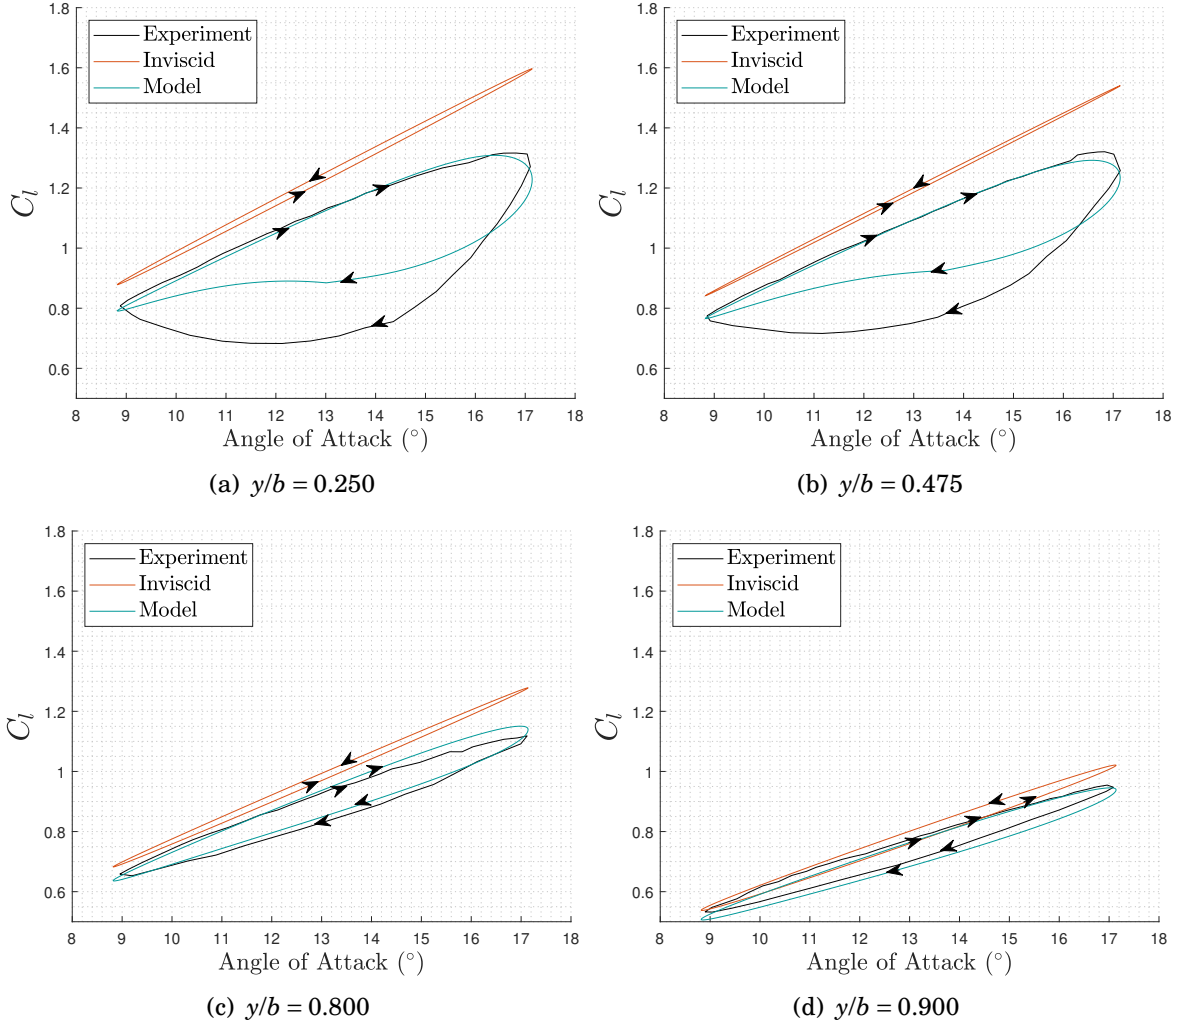 1.8
1.6
1.4
1.2
1
0.8
0.6
C_l
Experiment
Inviscid
Model
8 9 10 11 12 13 14 15 16 17 18
Angle of Attack (°)
(a) y/b = 0.250
1.8
1.6
1.4
1.2
1
0.8
0.6
C_l
Experiment
Inviscid
Model
8 9 10 11 12 13 14 15 16 17 18
Angle of Attack (°)
(b) y/b = 0.475
1.8
1.6
1.4
1.2
1
0.8
0.6
C_l
Experiment
Inviscid
Model
8 9 10 11 12 13 14 15 16 17 18
Angle of Attack (°)
(c) y/b = 0.800
1.8
1.6
1.4
1.2
1
0.8
0.6
C_l
Experiment
Inviscid
Model
8 9 10 11 12 13 14 15 16 17 18
Angle of Attack (°)
(d) y/b = 0.900